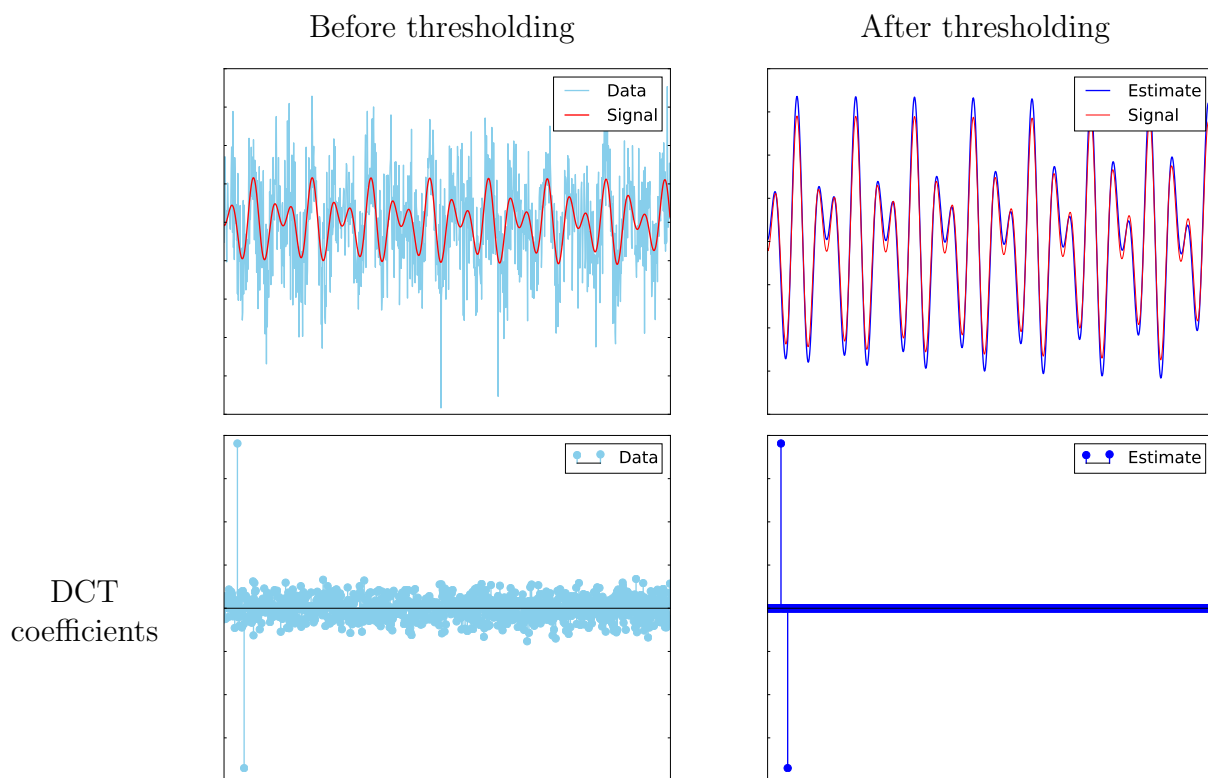 Before thresholding
After thresholding
Data
Signal
Estimate
Signal
Data
Estimate
DCT
coefficients